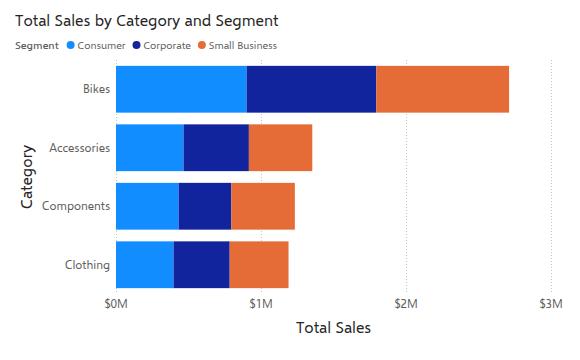 Total Sales by Category and Segment
Segment Consumer Corporate Small Business
Category
Bikes
Accessories
Components
Clothing
$0M $1M $2M $3M
Total Sales